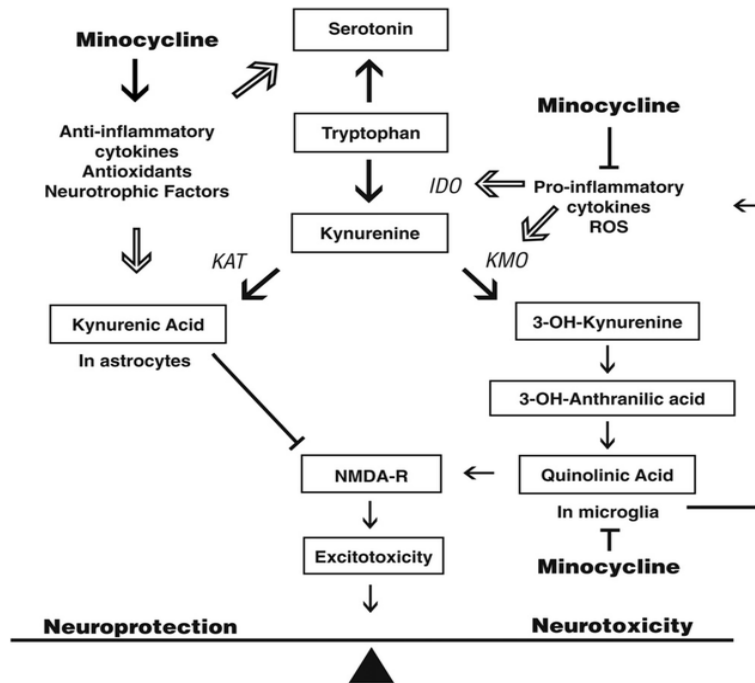 Serotonin
Minocycline
Minocycline
Anti-inflammatory
cytokines
Antioxidants
Neurotrophic Factors
Tryptophan
IDO
Pro-inflammatory
cytokines
ROS
Kynurenine
KAT
KMO
Kynurenic Acid
In astrocytes
3-OH-Kynurenine
3-OH-Anthranilic acid
NMDA-R
Quinolinic Acid
In microglia
Excitotoxicity
Minocycline
Neuroprotection
Neurotoxicity